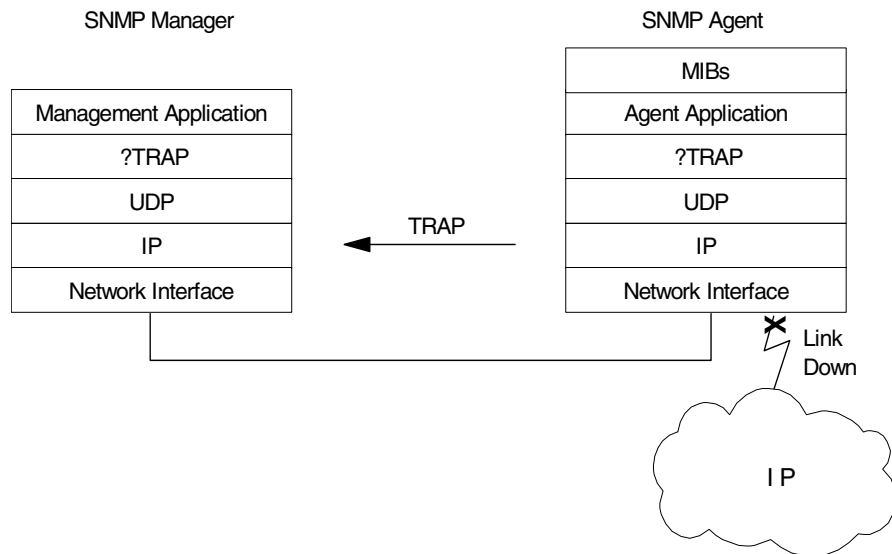 SNMP Manager
SNMP Agent
Management Application
?TRAP
UDP
IP
Network Interface
TRAP
MIBs
Agent Application
?TRAP
UDP
IP
Network Interface
Link
Down
I P